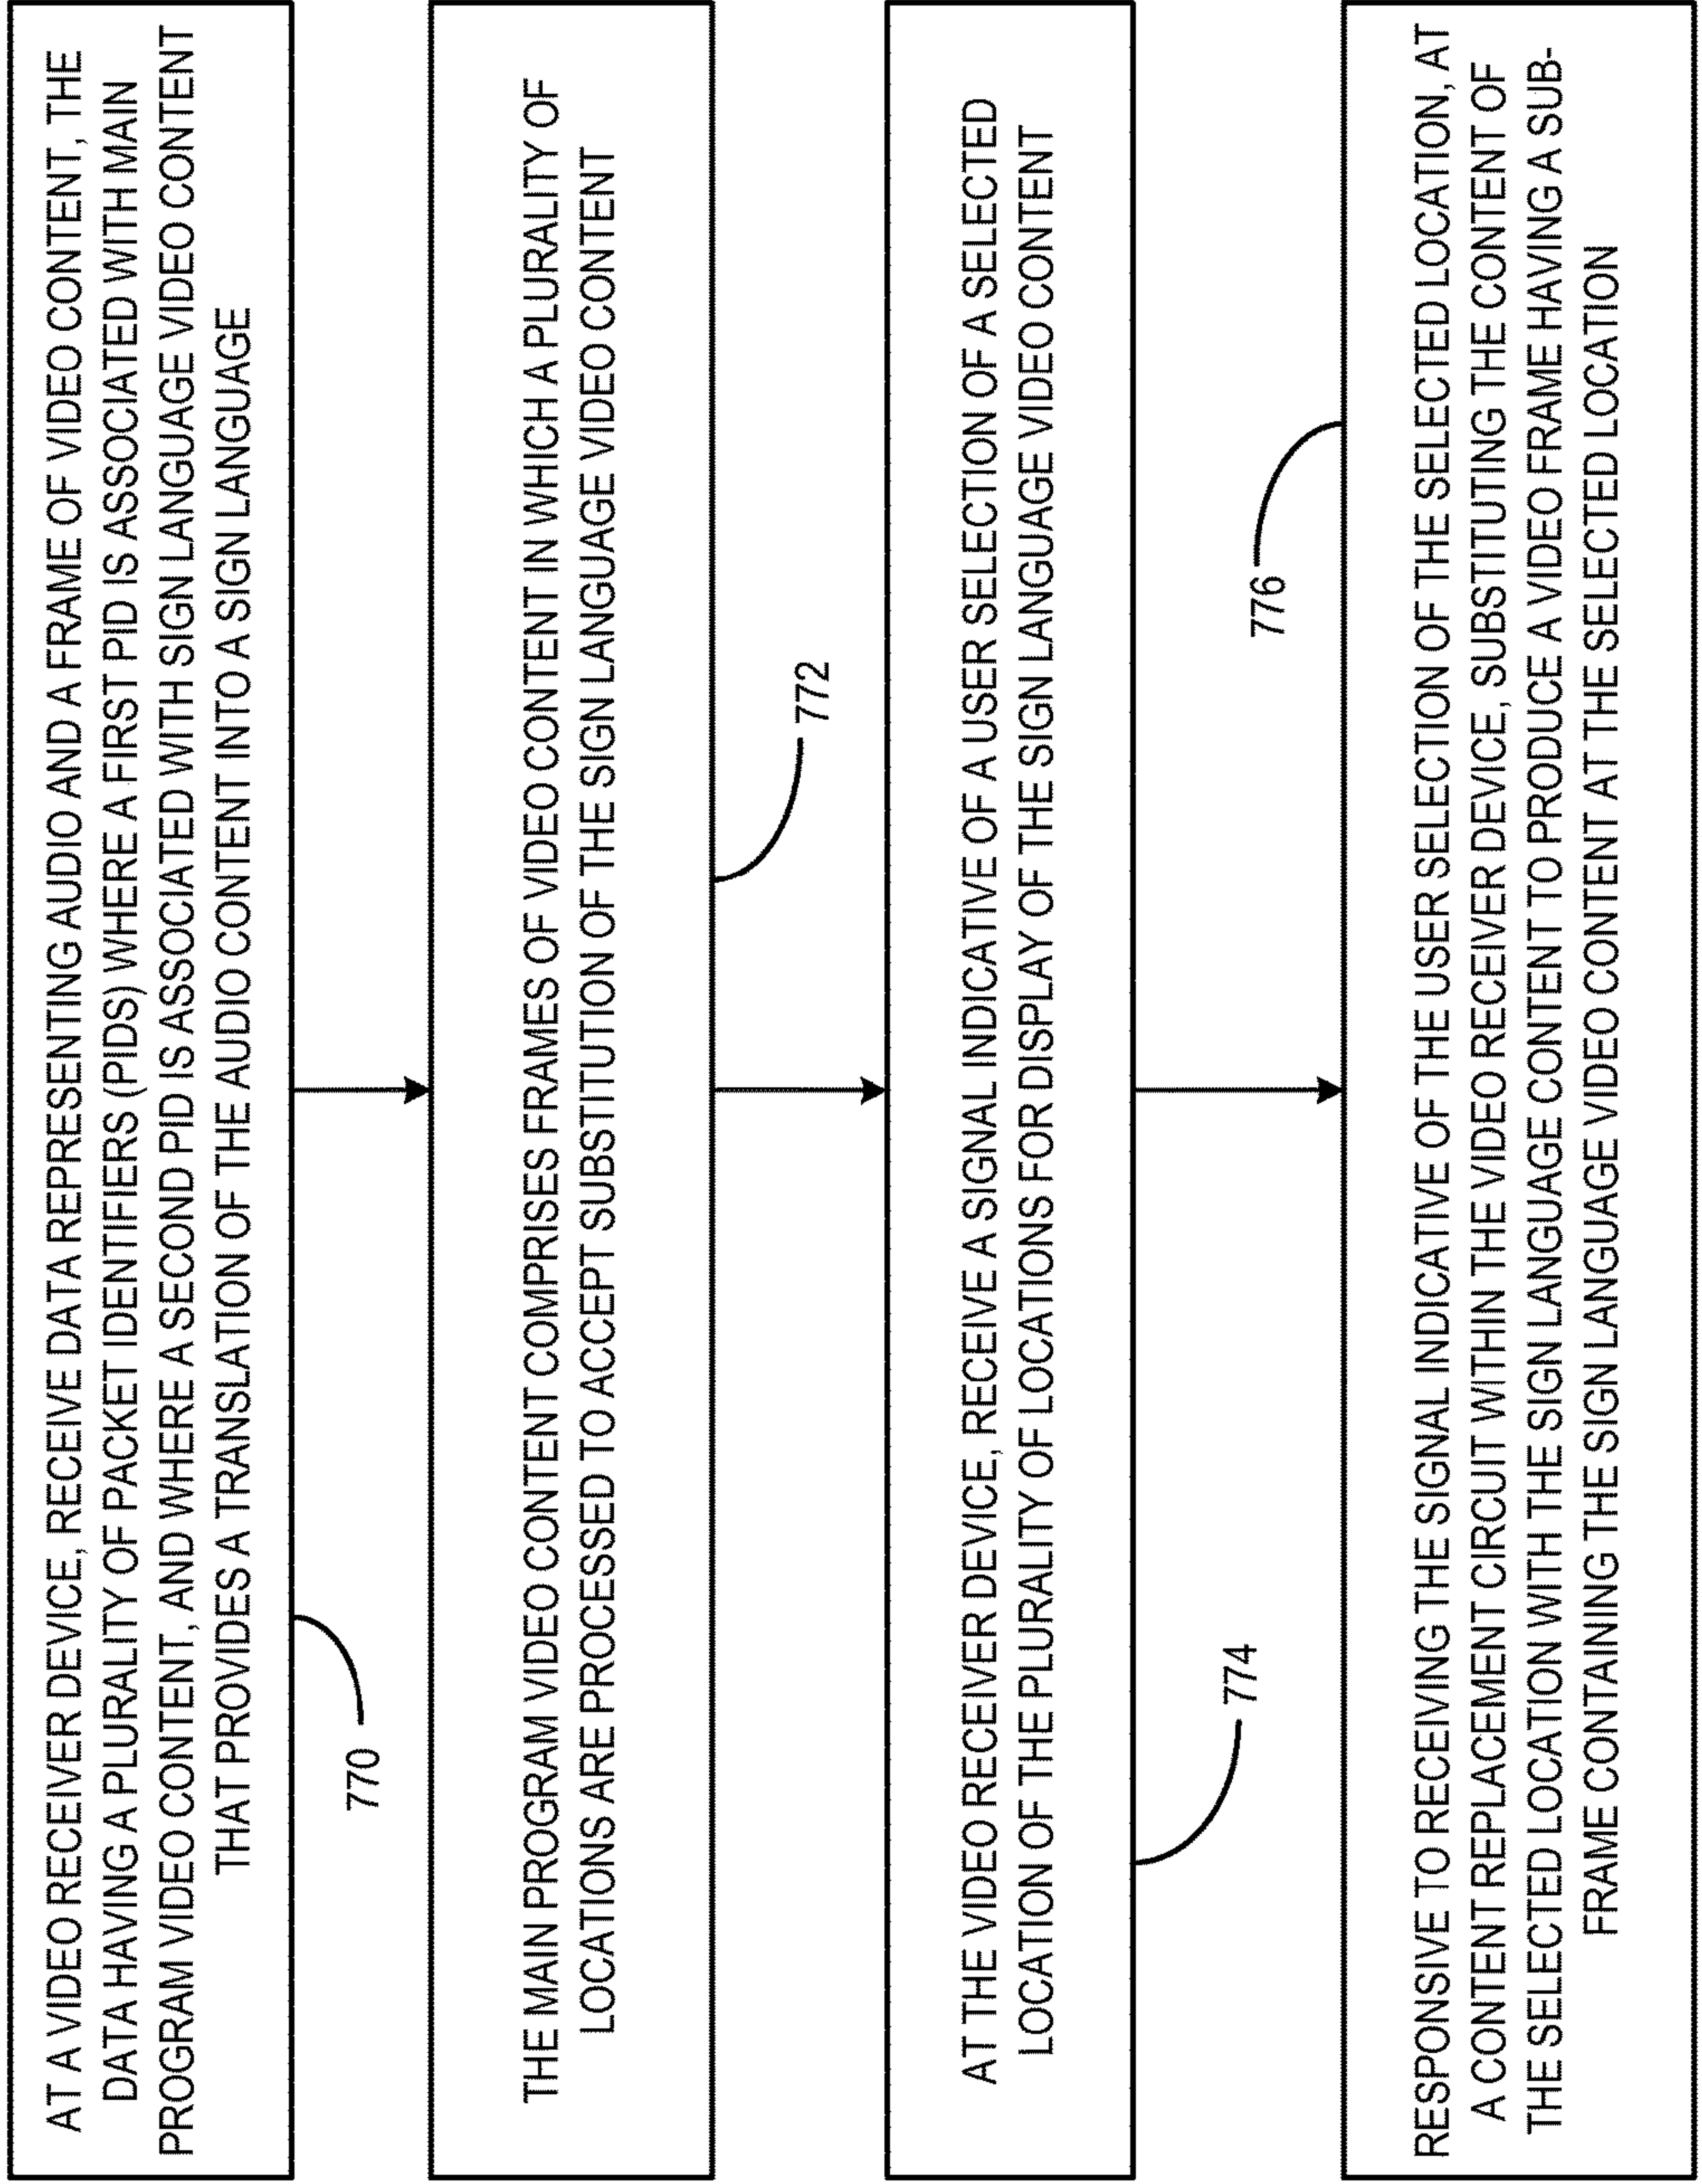 AT A VIDEO RECEIVER DEVICE, RECEIVE DATA REPRESENTING AUDIO AND A FRAME OF VIDEO CONTENT, THE
DATA HAVING A PLURALITY OF PACKET IDENTIFIERS (PIDS) WHERE A FIRST PID IS ASSOCIATED WITH MAIN
PROGRAM VIDEO CONTENT, AND WHERE A SECOND PID IS ASSOCIATED WITH SIGN LANGUAGE VIDEO CONTENT
THAT PROVIDES A TRANSLATION OF THE AUDIO CONTENT INTO A SIGN LANGUAGE
770
THE MAIN PROGRAM VIDEO CONTENT COMPRISES FRAMES OF VIDEO CONTENT IN WHICH A PLURALITY OF
LOCATIONS ARE PROCESSED TO ACCEPT SUBSTITUTION OF THE SIGN LANGUAGE VIDEO CONTENT
772
AT THE VIDEO RECEIVER DEVICE, RECEIVE A SIGNAL INDICATIVE OF A USER SELECTION OF A SELECTED
LOCATION OF THE PLURALITY OF LOCATIONS FOR DISPLAY OF THE SIGN LANGUAGE VIDEO CONTENT
774
776
RESPONSIVE TO RECEIVING THE SIGNAL INDICATIVE OF THE USER SELECTION OF THE SELECTED LOCATION, AT
A CONTENT REPLACEMENT CIRCUIT WITHIN THE VIDEO RECEIVER DEVICE, SUBSTITUTING THE CONTENT OF
THE SELECTED LOCATION WITH THE SIGN LANGUAGE CONTENT TO PRODUCE A VIDEO FRAME HAVING A SUB-
FRAME CONTAINING THE SIGN LANGUAGE VIDEO CONTENT AT THE SELECTED LOCATION